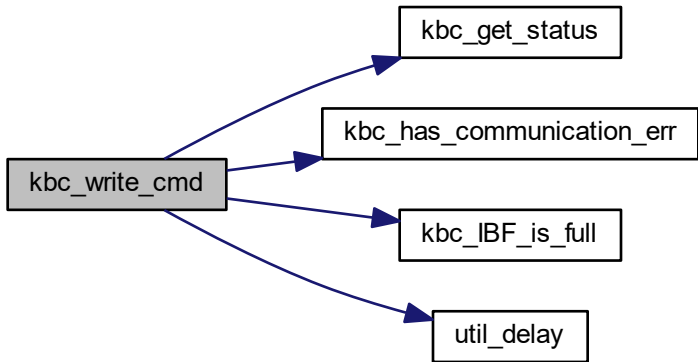 kbc_get_status
kbc_has_communication_err
kbc_write_cmd
kbc_IBF_is_full
util_delay